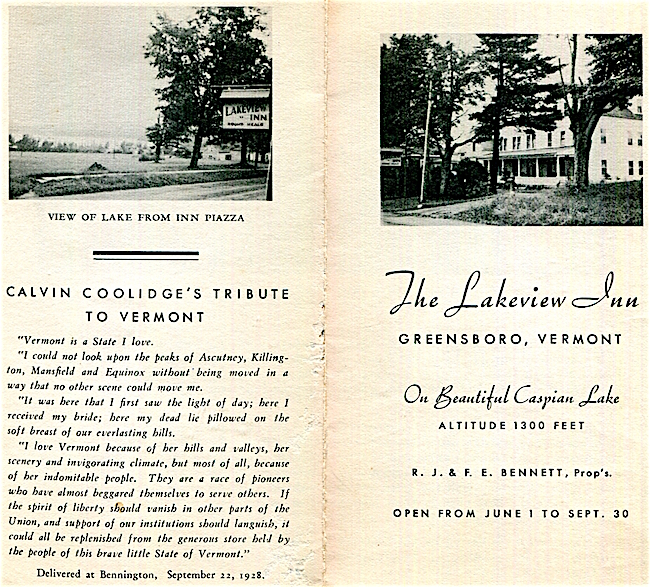 LAKEVIEW
INN
ROUND MEALS
VIEW OF LAKE FROM INN PIAZZA
CALVIN COOLIDGE'S TRIBUTE
TO VERMONT
"Vermont is a State I love.
"I could not look upon the peaks of Ascutney, Killing-
ton, Mansfield and Equinox without being moved in a
way that no other scene could move me.
"It was here that I first saw the light of day; here I
received my bride; here my dead lie pillowed on the
soft breast of our everlasting hills.
"I love Vermont because of her hills and valleys, her
scenery and invigorating climate, but most of all, because
of her indomitable people. They are a race of pioneers
who have almost beggared themselves to serve others. If
the spirit of liberty should vanish in other parts of the
Union, and support of our institutions should languish, it
could all be replenished from the generous store held by
the people of this brave little State of Vermont."
Delivered at Bennington, September 22, 1928.
The Lakeview Inn
GREENSBORO, VERMONT
On Beautiful Caspian Lake
ALTITUDE 1300 FEET
R. J. & F. E. BENNETT, Prop's.
OPEN FROM JUNE 1 TO SEPT. 30